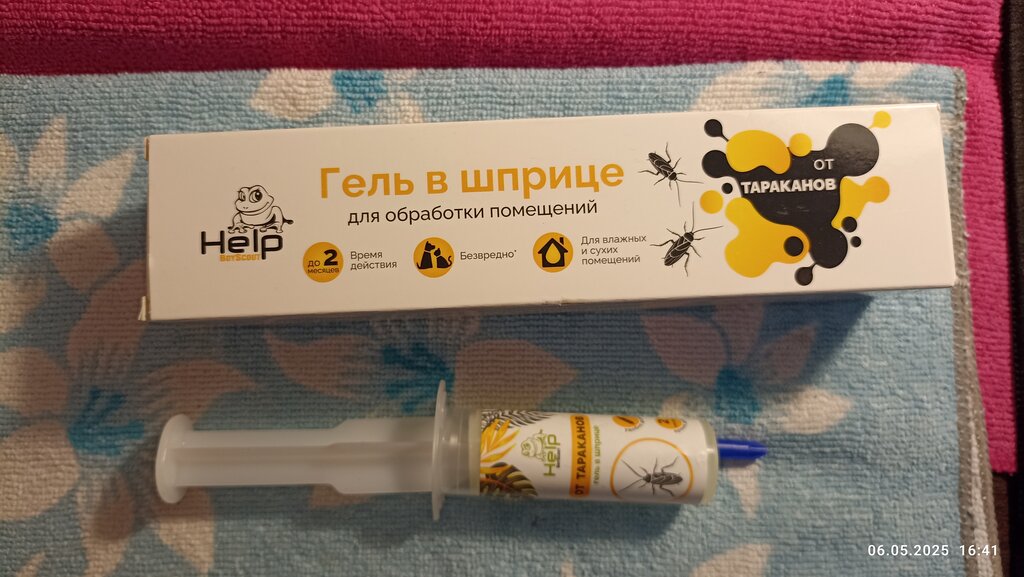 Гель в шприце
для обработки помещений
Help
BOYSCOUT
до 2
месяцев
Время
действия
Безвредно*
Для влажных
и сухих
помещений
ОТ
ТАРАКАНОВ
Help
ОТ ТАРАКАНОВ
гель в шприце
06.05.2025 16:41